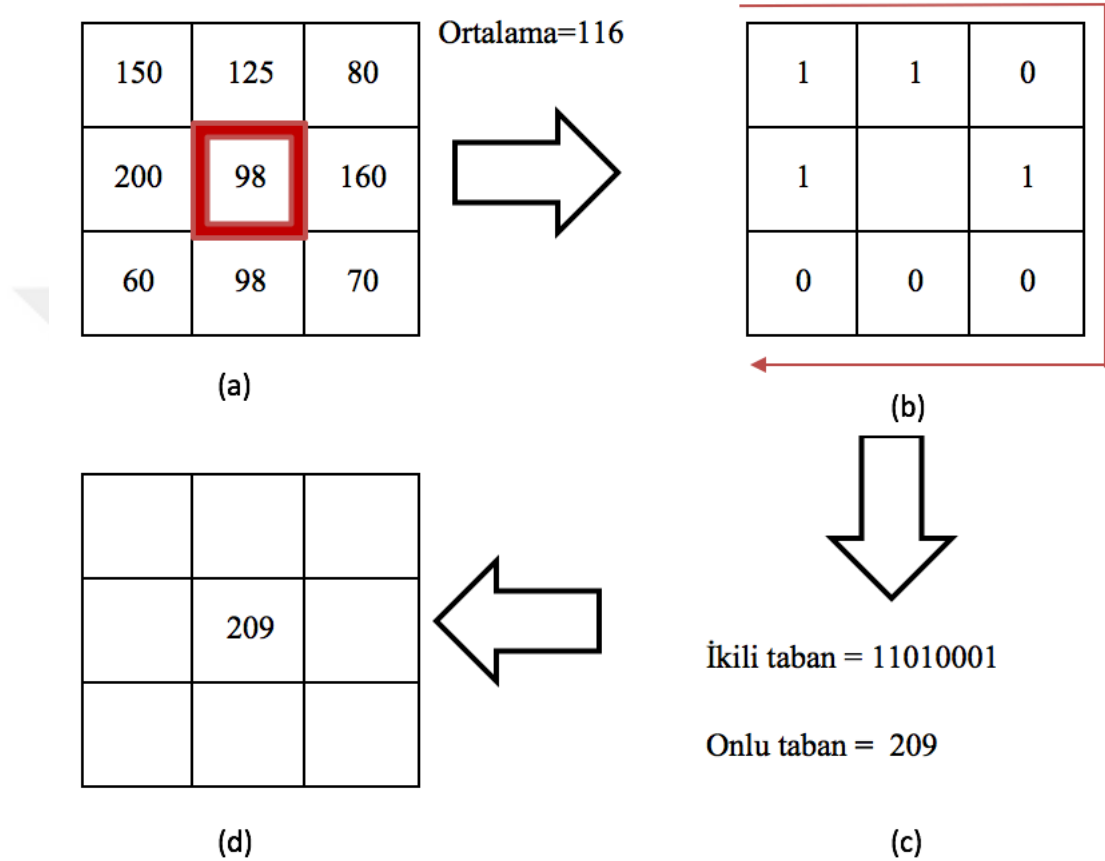 Ortalama=116
150 125 80
200 98 160
60 98 70
(a)
1 1 0
1 1
0 0 0
(b)
İkili taban = 11010001
Onlu taban = 209
(c)
209
(d)